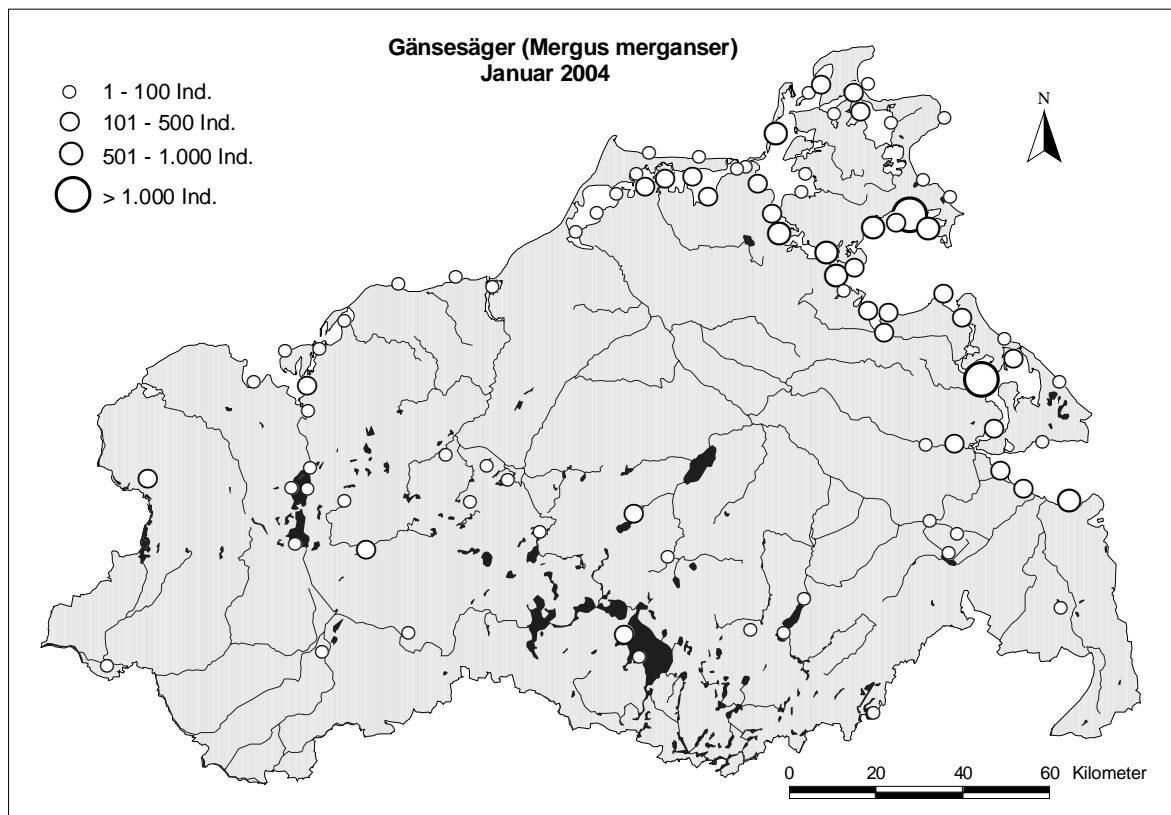 Gänsesäger (Mergus merganser)
Januar 2004
1 - 100 Ind.
101 - 500 Ind.
501 - 1.000 Ind.
> 1.000 Ind.
N
0 20 40 60 Kilometer